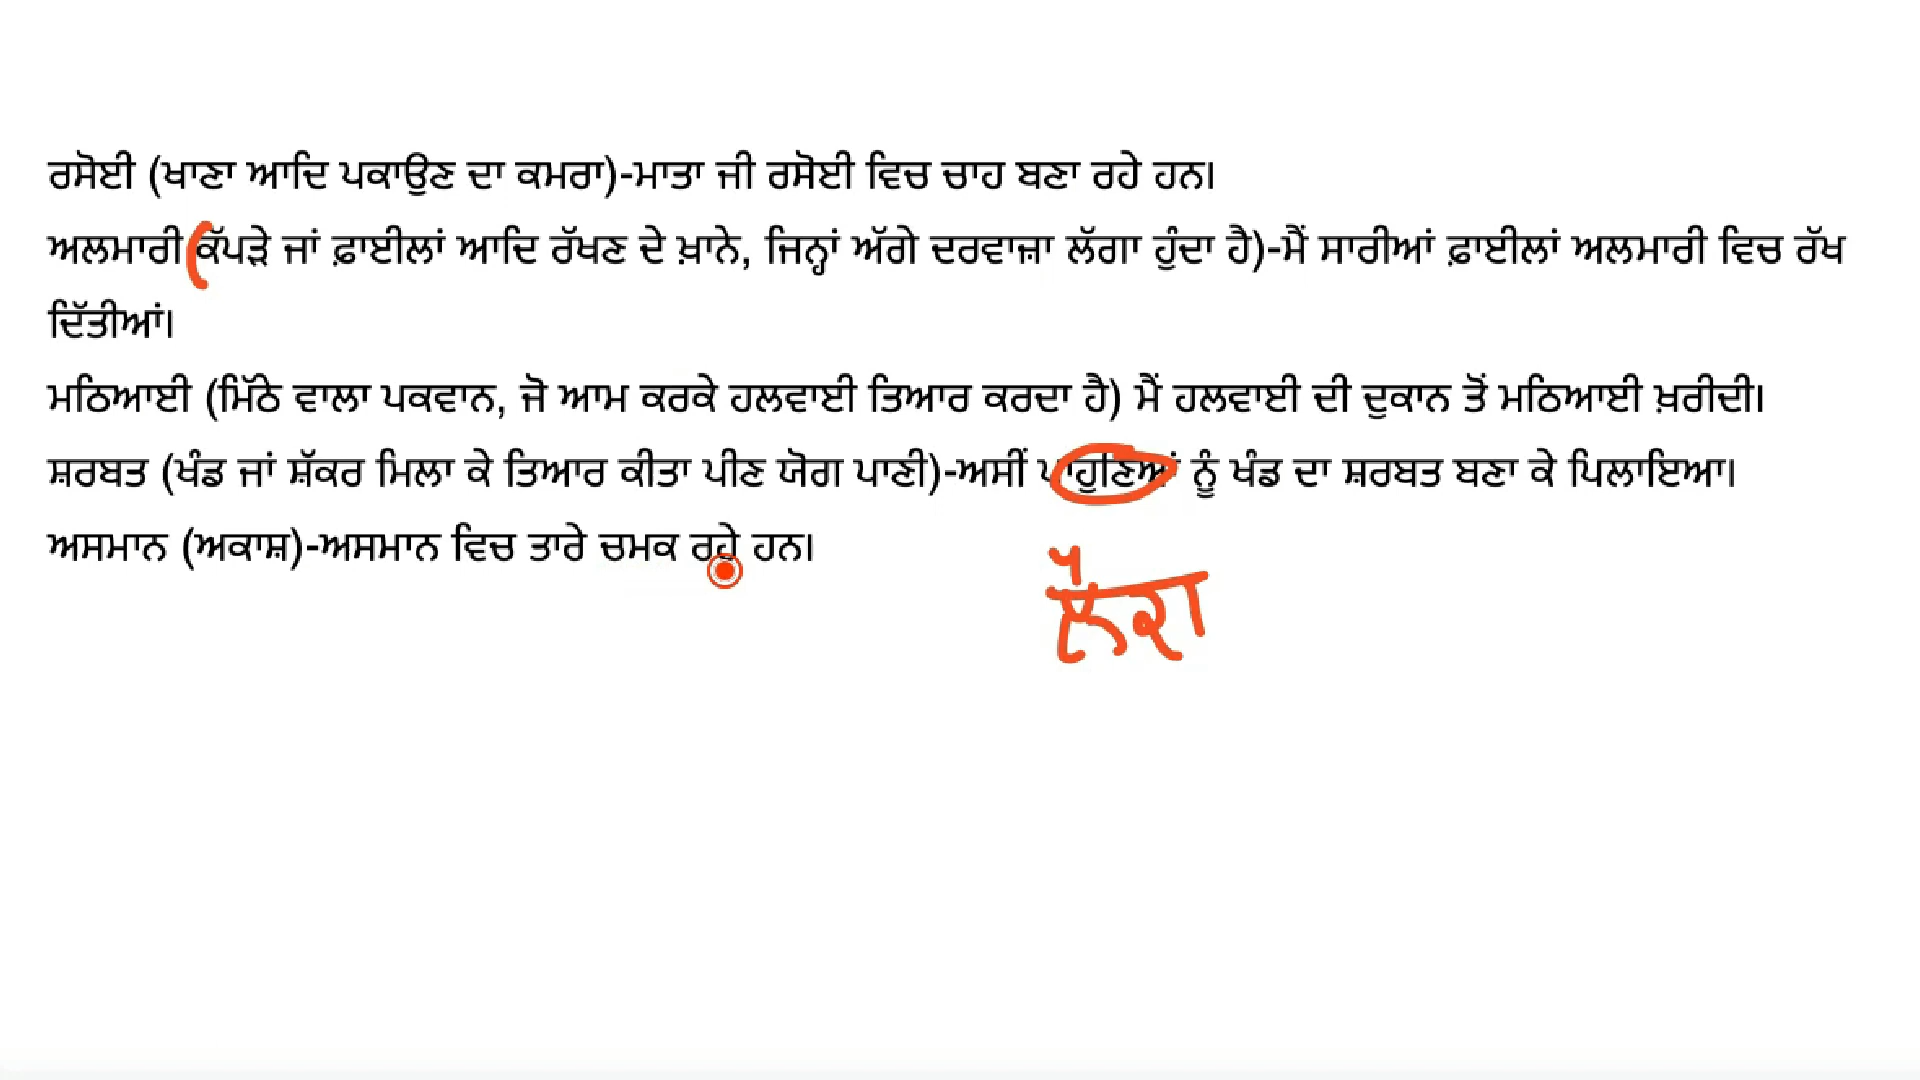 ਰਸੋਈ (ਖਾਣਾ ਆਦਿ ਪਕਾਉਣ ਦਾ ਕਮਰਾ)-ਮਾਤਾ ਜੀ ਰਸੋਈ ਵਿਚ ਚਾਹ ਬਣਾ ਰਹੇ ਹਨ।
ਅਲਮਾਰੀ (ਕੱਪੜੇ ਜਾਂ ਫ਼ਾਈਲਾਂ ਆਦਿ ਰੱਖਣ ਦੇ ਖ਼ਾਨੇ, ਜਿਨ੍ਹਾਂ ਅੱਗੇ ਦਰਵਾਜ਼ਾ ਲੱਗਾ ਹੁੰਦਾ ਹੈ)-ਮੈਂ ਸਾਰੀਆਂ ਫ਼ਾਈਲਾਂ ਅਲਮਾਰੀ ਵਿਚ ਰੱਖ
ਦਿੱਤੀਆਂ।
ਮਠਿਆਈ (ਮਿੱਠੇ ਵਾਲਾ ਪਕਵਾਨ, ਜੋ ਆਮ ਕਰਕੇ ਹਲਵਾਈ ਤਿਆਰ ਕਰਦਾ ਹੈ) ਮੈਂ ਹਲਵਾਈ ਦੀ ਦੁਕਾਨ ਤੋਂ ਮਠਿਆਈ ਖ਼ਰੀਦੀ।
ਸ਼ਰਬਤ (ਖੰਡ ਜਾਂ ਸ਼ੱਕਰ ਮਿਲਾ ਕੇ ਤਿਆਰ ਕੀਤਾ ਪੀਣ ਯੋਗ ਪਾਣੀ)-ਅਸੀਂ ਪਾਹੁਣਿਆਂ ਨੂੰ ਖੰਡ ਦਾ ਸ਼ਰਬਤ ਬਣਾ ਕੇ ਪਿਲਾਇਆ।
ਅਸਮਾਨ (ਅਕਾਸ਼)-ਅਸਮਾਨ ਵਿਚ ਤਾਰੇ ਚਮਕ ਰਹੇ ਹਨ।